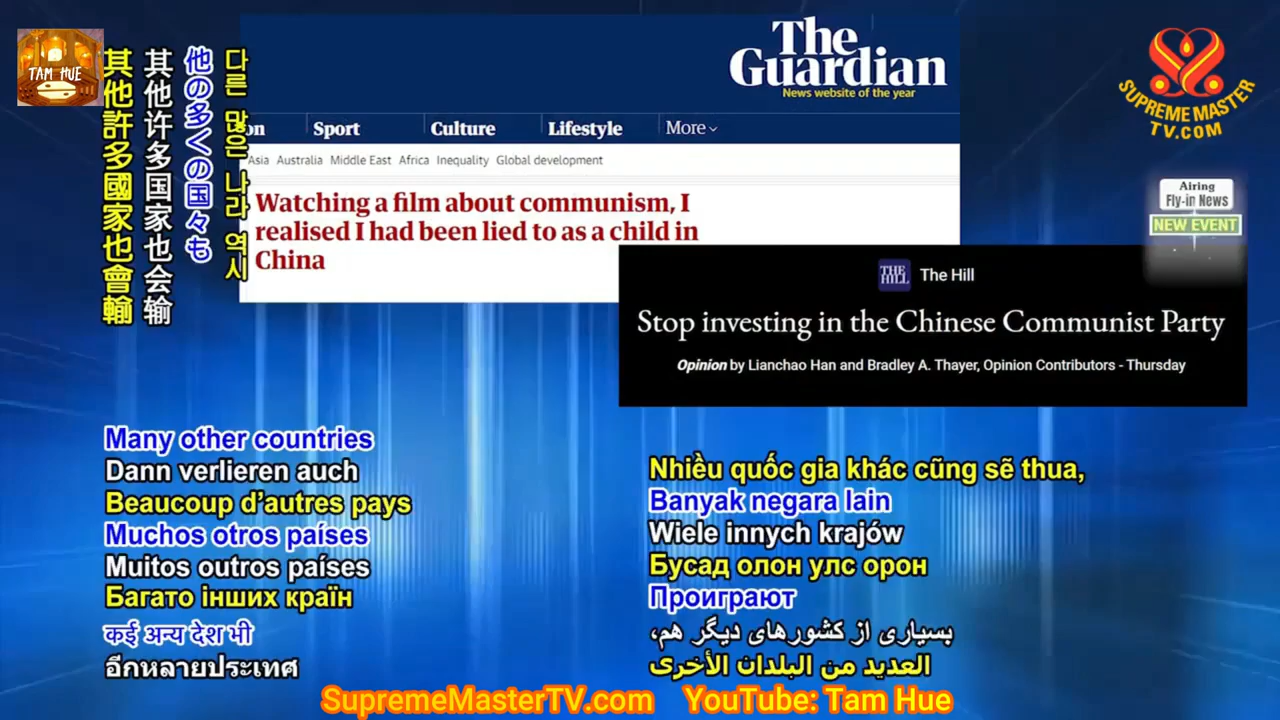 TAM HUE
其他許多國家也會輸
其他许多国家也会输
他の多くの国々も
다른 많은 나라 역시
The
Guardian
News website of the year
on Sport Culture Lifestyle More
Asia Australia Middle East Africa Inequality Global development
Watching a film about communism, I
realised I had been lied to as a child in
China
SUPREME MASTER
TV.COM
Airing
Fly-in News
NEW EVENT
THE
HILL
The Hill
Stop investing in the Chinese Communist Party
Opinion by Lianchao Han and Bradley A. Thayer, Opinion Contributors - Thursday
Many other countries
Dann verlieren auch
Beaucoup d’autres pays
Muchos otros países
Muitos outros países
Багато інших країн
कई अन्य देश भी
อีกหลายประเทศ
Nhiều quốc gia khác cũng sẽ thua,
Banyak negara lain
Wiele innych krajów
Бусад олон улс орон
Проиграют
بسیاری از کشورهای دیگر هم،
العديد من البلدان الأخرى
SupremeMasterTV.com YouTube: Tam Hue